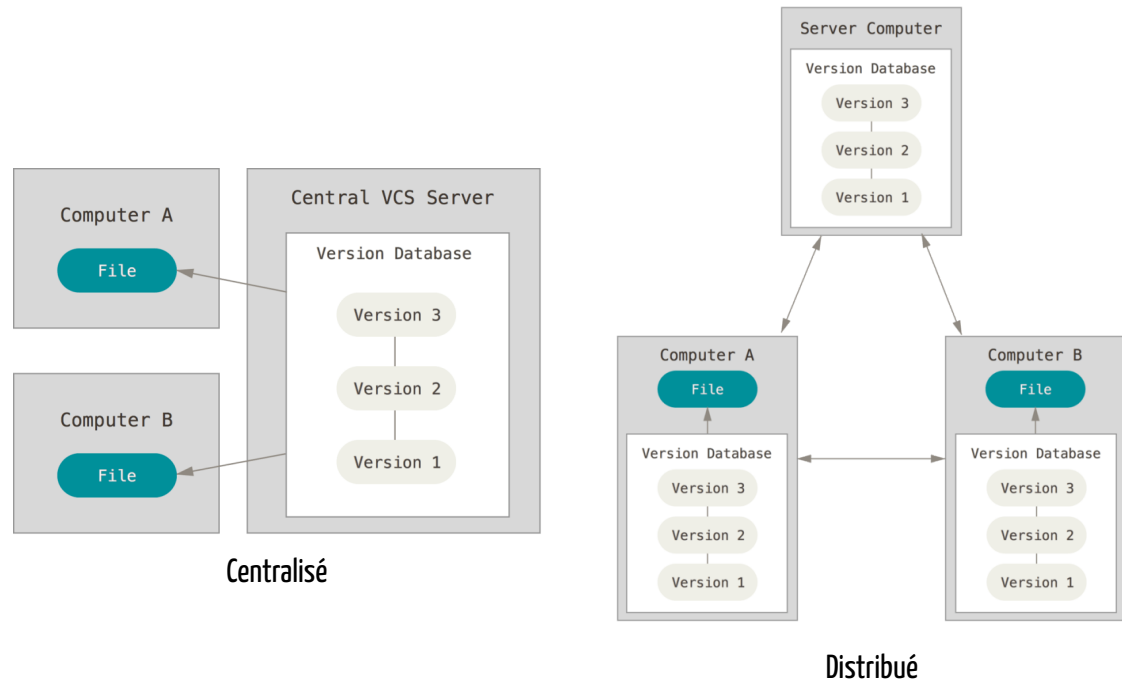 Computer A
File
Computer B
File
Central VCS Server
Version Database
Version 3
Version 2
Version 1
Centralisé
Server Computer
Version Database
Version 3
Version 2
Version 1
Computer A
File
Version Database
Version 3
Version 2
Version 1
Computer B
File
Version Database
Version 3
Version 2
Version 1
Distribué